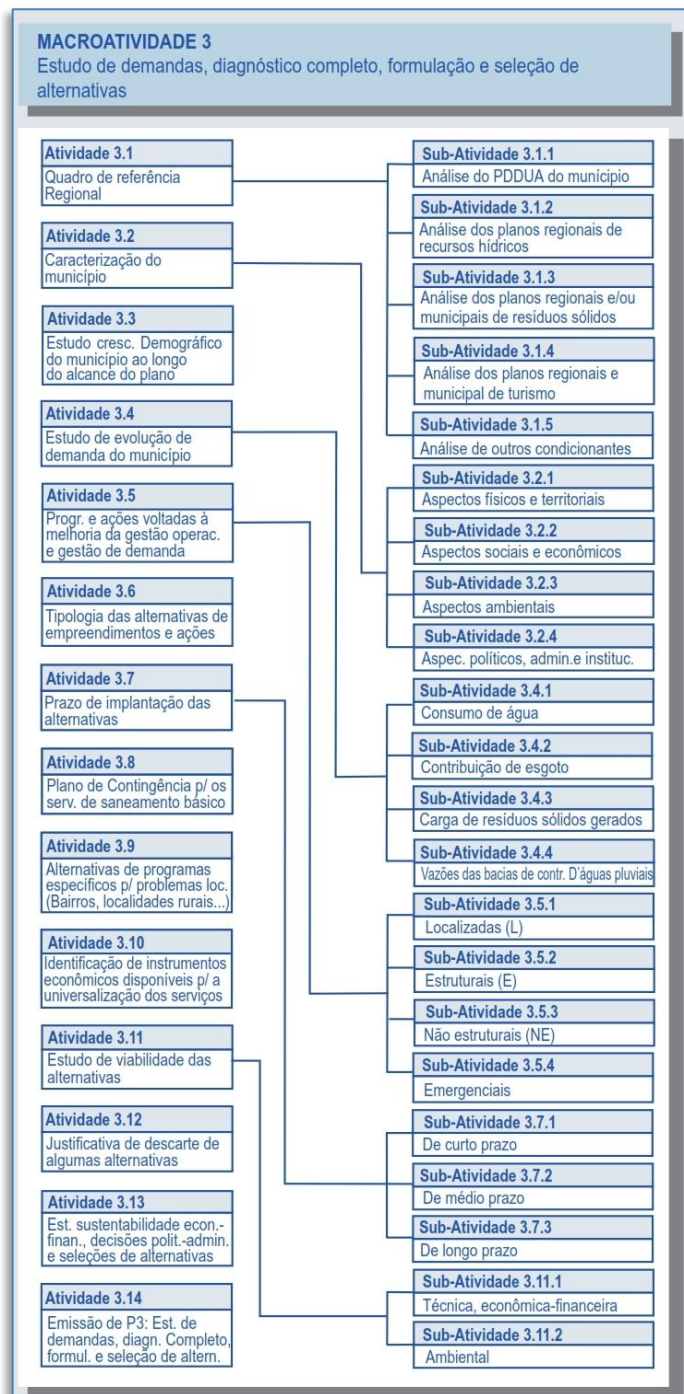 MACROATIVIDADE 3
Estudo de demandas, diagnóstico completo, formulação e seleção de
alternativas
Atividade 3.1
Quadro de referência
Regional
Atividade 3.2
Caracterização do
município
Atividade 3.3
Estudo cresc. Demográfico
do município ao longo
do alcance do plano
Atividade 3.4
Estudo de evolução de
demanda do município
Atividade 3.5
Progr. e ações voltadas à
melhoria da gestão operac.
e gestão de demanda
Atividade 3.6
Tipologia das alternativas de
empreendimentos e ações
Atividade 3.7
Prazo de implantação das
alternativas
Atividade 3.8
Plano de Contingência p/ os
serv. de saneamento básico
Atividade 3.9
Alternativas de programas
específicos p/ problemas loc.
(Bairros, localidades rurais...)
Atividade 3.10
Identificação de instrumentos
econômicos disponíveis p/ a
universalização dos serviços
Atividade 3.11
Estudo de viabilidade das
alternativas
Atividade 3.12
Justificativa de descarte de
algumas alternativas
Atividade 3.13
Est. sustentabilidade econ.-
finan., decisões polit.-admin.
e seleções de alternativas
Atividade 3.14
Emissão de P3: Est. de
demandas, diagn. Completo,
formul. e seleção de altern.
Sub-Atividade 3.1.1
Análise do PDDUA do munícipio
Sub-Atividade 3.1.2
Análise dos planos regionais de
recursos hídricos
Sub-Atividade 3.1.3
Análise dos planos regionais e/ou
municipais de resíduos sólidos
Sub-Atividade 3.1.4
Análise dos planos regionais e
municipal de turismo
Sub-Atividade 3.1.5
Análise de outros condicionantes
Sub-Atividade 3.2.1
Aspectos físicos e territoriais
Sub-Atividade 3.2.2
Aspectos sociais e econômicos
Sub-Atividade 3.2.3
Aspectos ambientais
Sub-Atividade 3.2.4
Aspec. políticos, admin.e instituc.
Sub-Atividade 3.4.1
Consumo de água
Sub-Atividade 3.4.2
Contribuição de esgoto
Sub-Atividade 3.4.3
Carga de resíduos sólidos gerados
Sub-Atividade 3.4.4
Vazões das bacias de contr. D'águas pluviais
Sub-Atividade 3.5.1
Localizadas (L)
Sub-Atividade 3.5.2
Estruturais (E)
Sub-Atividade 3.5.3
Não estruturais (NE)
Sub-Atividade 3.5.4
Emergenciais
Sub-Atividade 3.7.1
De curto prazo
Sub-Atividade 3.7.2
De médio prazo
Sub-Atividade 3.7.3
De longo prazo
Sub-Atividade 3.11.1
Técnica, econômica-financeira
Sub-Atividade 3.11.2
Ambiental